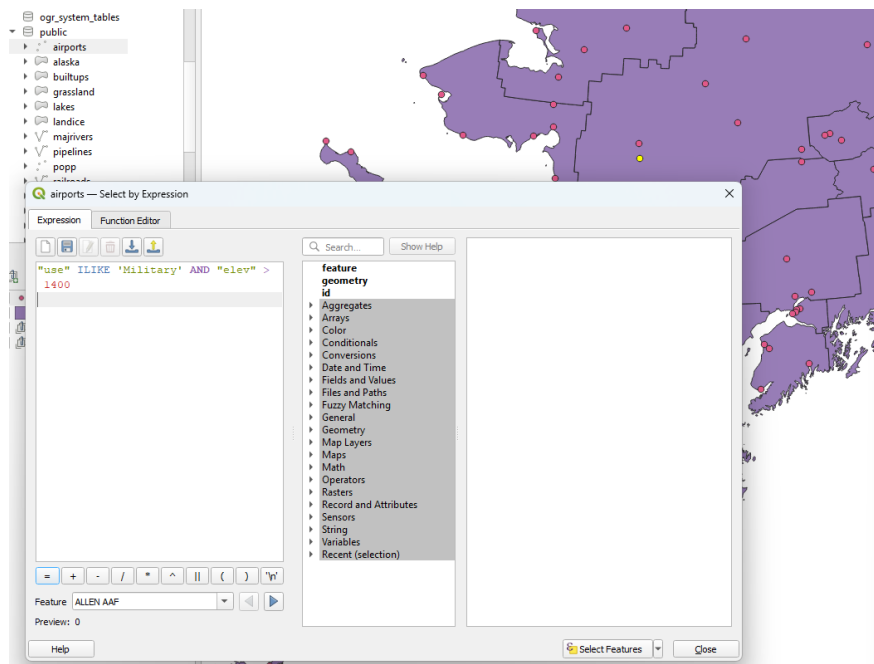 ogr_system_tables
public
airports
alaska
builtups
grassland
lakes
landice
majrivers
pipelines
popp
railroads
airports — Select by Expression
Expression
Function Editor
"use" ILIKE 'Military' AND "elev" >
1400
Search...
Show Help
feature
geometry
id
Aggregates
Arrays
Color
Conditionals
Conversions
Date and Time
Fields and Values
Files and Paths
Fuzzy Matching
General
Geometry
Map Layers
Maps
Math
Operators
Rasters
Record and Attributes
Sensors
String
Variables
Recent (selection)
= + - / * ^ || ( ) '\n'
Feature ALLEN AAF
Preview: 0
Help
Select Features
Close